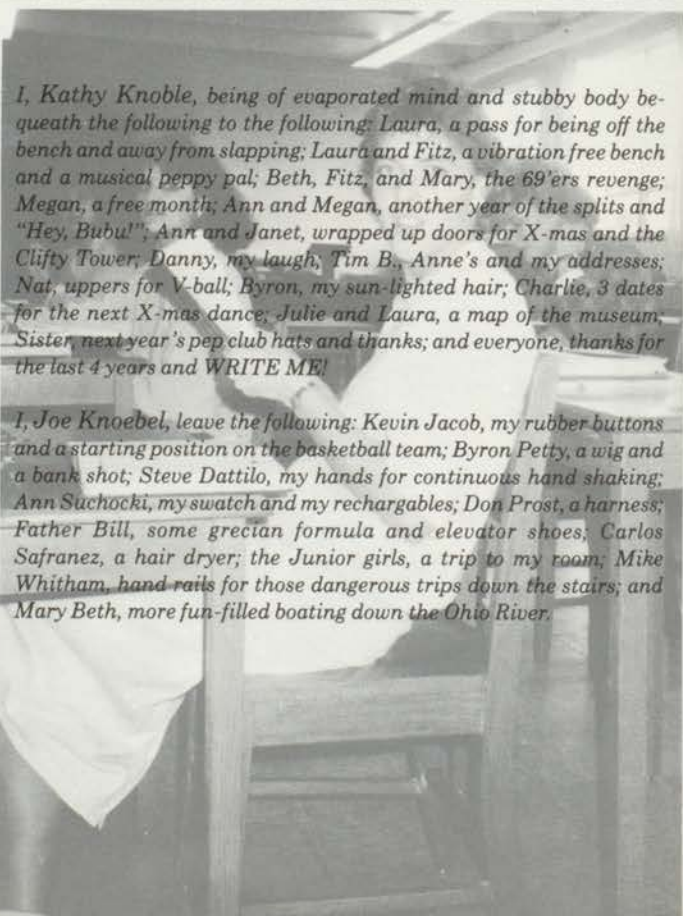 I, Kathy Knoble, being of evaporated mind and stubby body be-
queath the following to the following: Laura, a pass for being off the
bench and away from slapping; Laura and Fitz, a vibration free bench
and a musical peppy pal; Beth, Fitz, and Mary, the 69'ers revenge;
Megan, a free month; Ann and Megan, another year of the splits and
"Hey, Bubu!"; Ann and Janet, wrapped up doors for X-mas and the
Clifty Tower; Danny, my laugh; Tim B., Anne's and my addresses;
Nat, uppers for V-ball; Byron, my sun-lighted hair; Charlie, 3 dates
for the next X-mas dance; Julie and Laura, a map of the museum;
Sister, next year's pep club hats and thanks; and everyone, thanks for
the last 4 years and WRITE ME!
I, Joe Knoebel, leave the following: Kevin Jacob, my rubber buttons
and a starting position on the basketball team; Byron Petty, a wig and
a bank shot; Steve Dattilo, my hands for continuous hand shaking;
Ann Suchocki, my swatch and my rechargables; Don Prost, a harness;
Father Bill, some grecian formula and elevator shoes; Carlos
Safranez, a hair dryer; the Junior girls, a trip to my room; Mike
Whitham, hand rails for those dangerous trips down the stairs; and
Mary Beth, more fun-filled boating down the Ohio River.